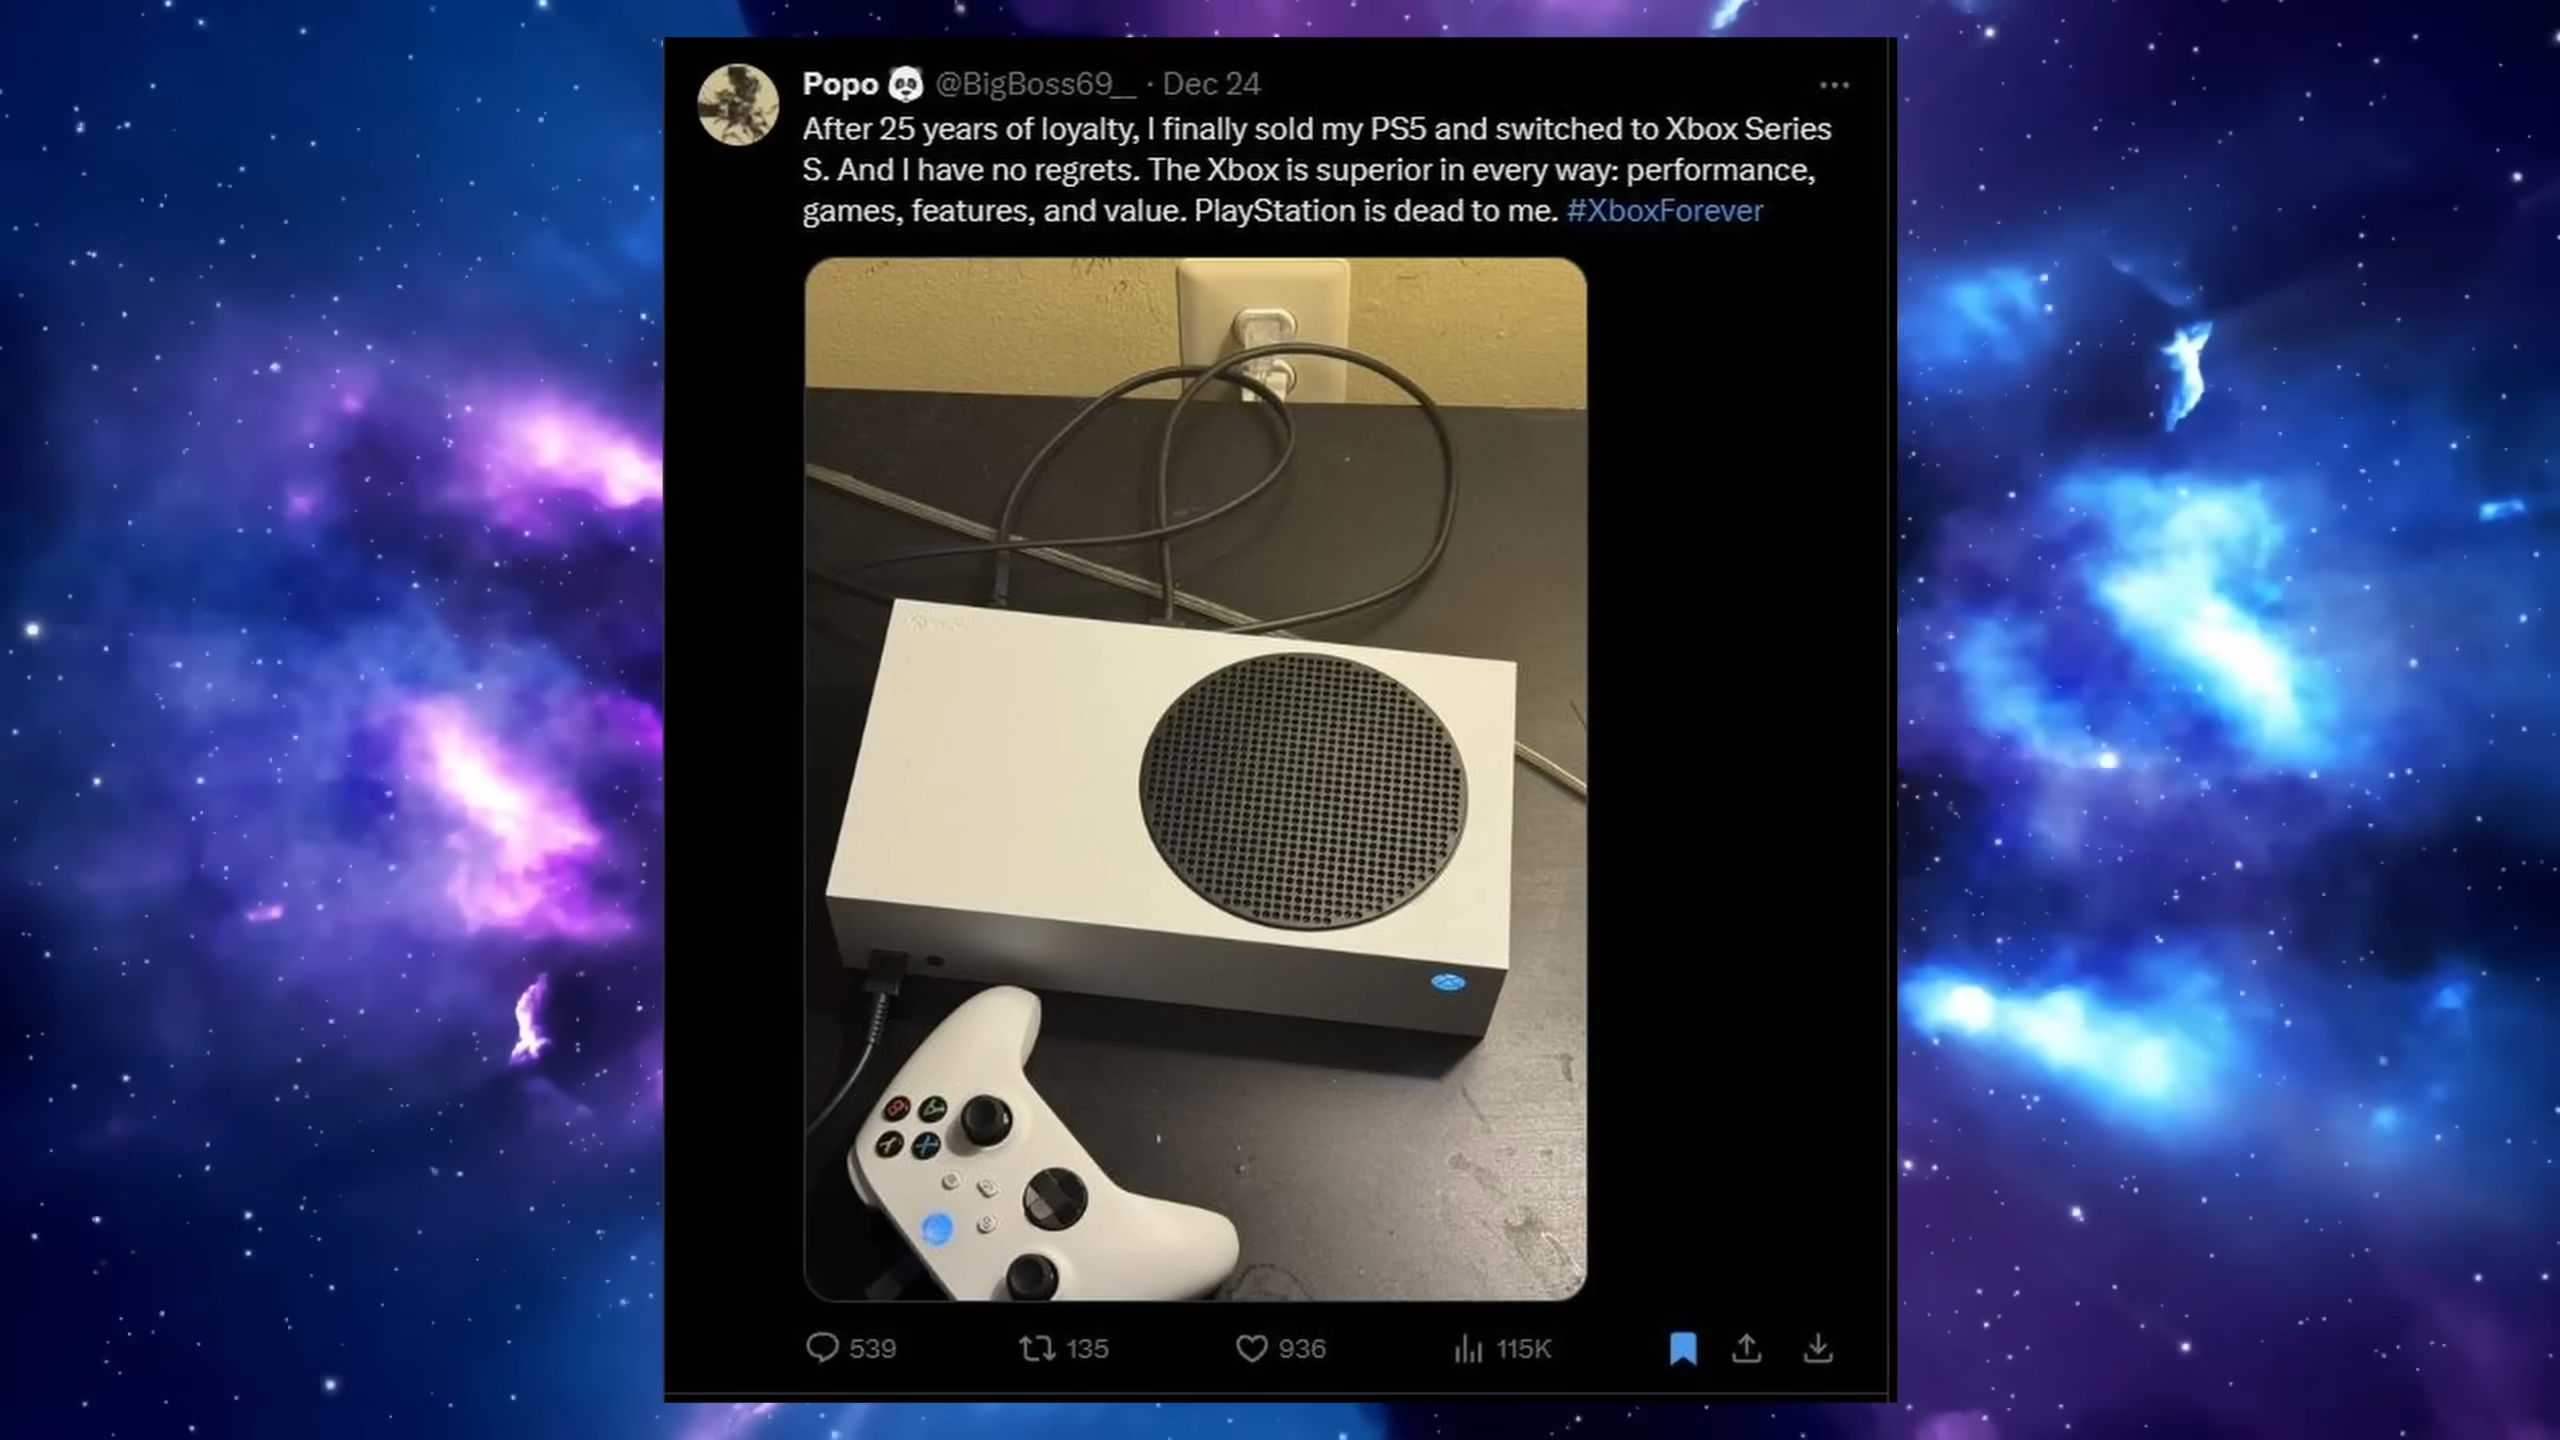 Popo 🐼 @BigBoss69__ · Dec 24
After 25 years of loyalty, I finally sold my PS5 and switched to Xbox Series
S. And I have no regrets. The Xbox is superior in every way: performance,
games, features, and value. PlayStation is dead to me. #XboxForever
539 135 936 115K